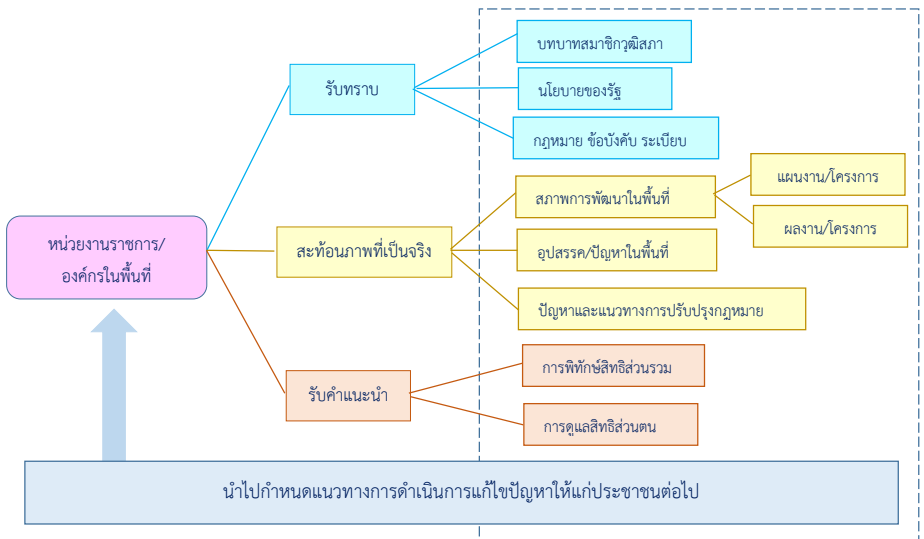 บทบาทสมาชิกวุฒิสภา
รับทราบ
นโยบายของรัฐ
กฎหมาย ข้อบังคับ ระเบียบ
แผนงาน/โครงการ
สภาพการพัฒนาในพื้นที่
ผลงาน/โครงการ
หน่วยงานราชการ/
องค์กรในพื้นที่
สะท้อนภาพที่เป็นจริง
อุปสรรค/ปัญหาในพื้นที่
ปัญหาและแนวทางการปรับปรุงกฎหมาย
การพิทักษ์สิทธิส่วนรวม
รับคำแนะนำ
การดูแลสิทธิส่วนตน
นำไปกำหนดแนวทางการดำเนินการแก้ไขปัญหาให้แก่ประชาชนต่อไป